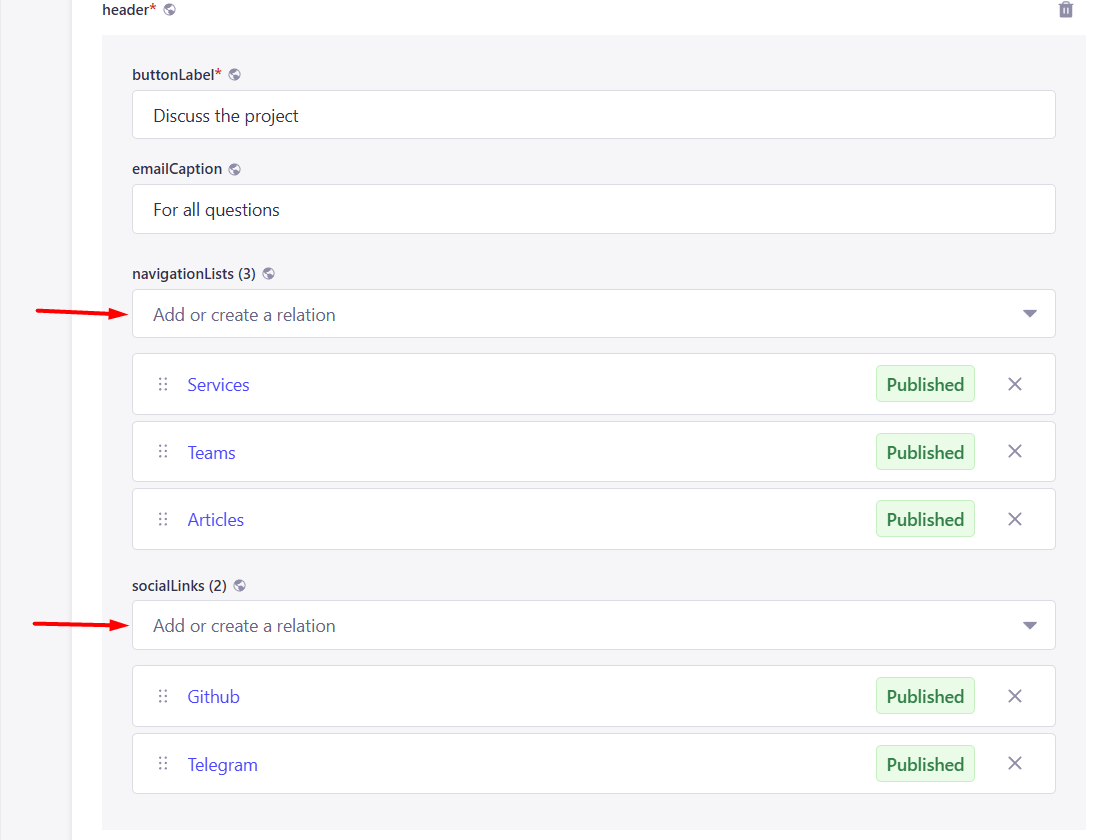 header*
buttonLabel*
Discuss the project
emailCaption
For all questions
navigationLists (3)
Add or create a relation
Services Published
Teams Published
Articles Published
socialLinks (2)
Add or create a relation
Github Published
Telegram Published